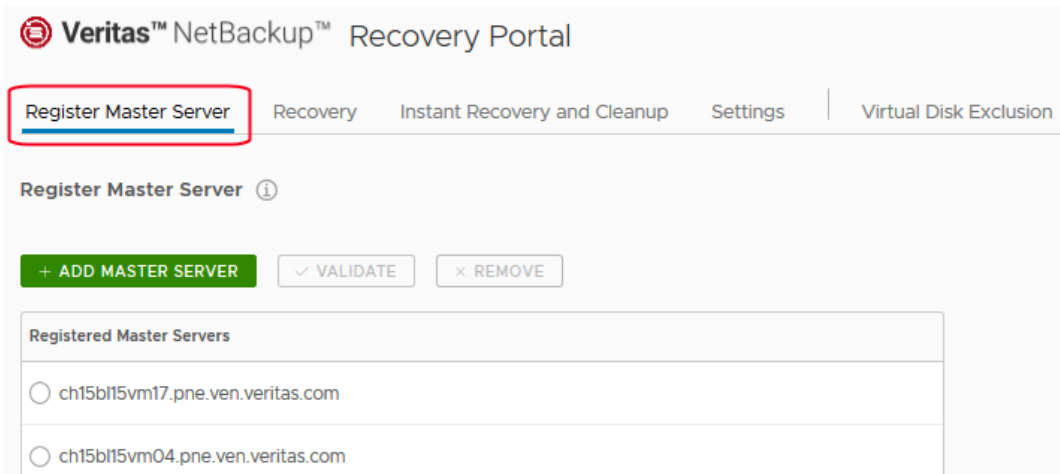 Veritas™ NetBackup™ Recovery Portal
Register Master Server Recovery Instant Recovery and Cleanup Settings Virtual Disk Exclusion
Register Master Server
+ ADD MASTER SERVER VALIDATE × REMOVE
Registered Master Servers
ch15bl15vm17.pne.ven.veritas.com
ch15bl15vm04.pne.ven.veritas.com